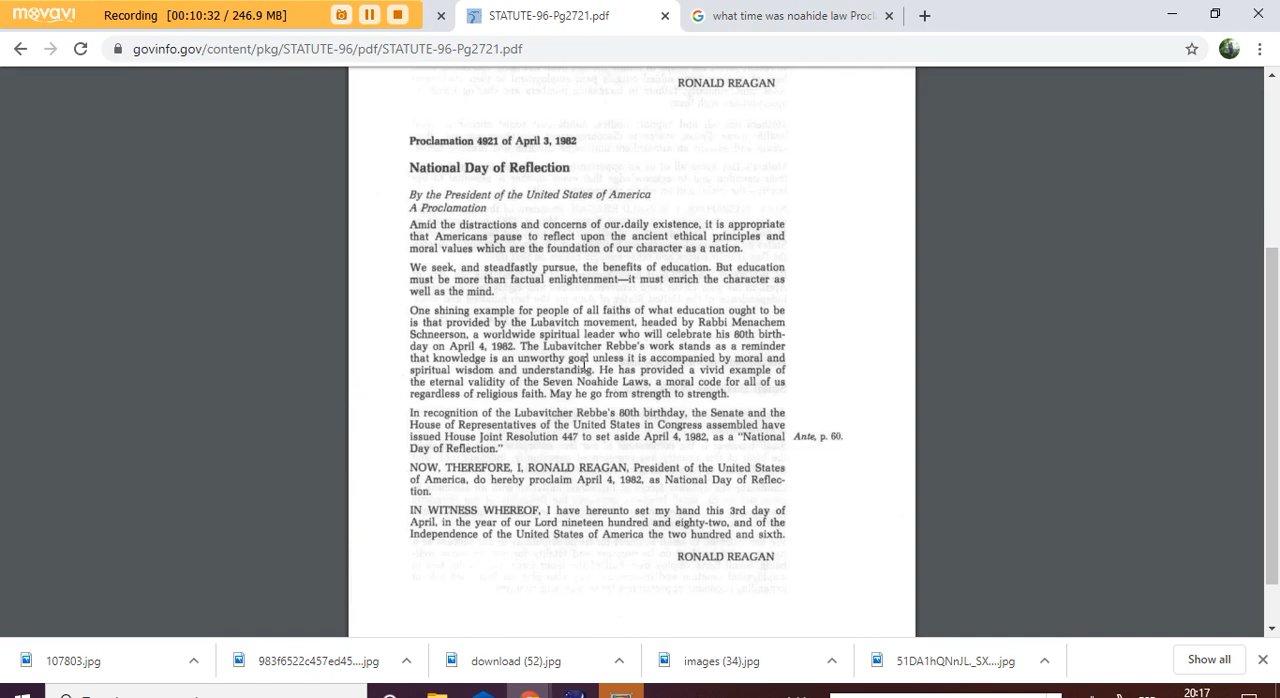 movavi
Recording [00:10:32 / 246.9 MB]
STATUTE-96-Pg2721.pdf
what time was noahide law Procl
govinfo.gov/content/pkg/STATUTE-96/pdf/STATUTE-96-Pg2721.pdf
RONALD REAGAN
Proclamation 4921 of April 3, 1982
National Day of Reflection
By the President of the United States of America
A Proclamation
Amid the distractions and concerns of our daily existence, it is appropriate
that Americans pause to reflect upon the ancient ethical principles and
moral values which are the foundation of our character as a nation.
We seek, and steadfastly pursue, the benefits of education. But education
must be more than factual enlightenment—it must enrich the character as
well as the mind.
One shining example for people of all faiths of what education ought to be
is that provided by the Lubavitch movement, headed by Rabbi Menachem
Schneerson, a worldwide spiritual leader who will celebrate his 80th birth-
day on April 4, 1982. The Lubavitcher Rebbe's work stands as a reminder
that knowledge is an unworthy goal unless it is accompanied by moral and
spiritual wisdom and understanding. He has provided a vivid example of
the eternal validity of the Seven Noahide Laws, a moral code for all of us
regardless of religious faith. May he go from strength to strength.
In recognition of the Lubavitcher Rebbe's 80th birthday, the Senate and the
House of Representatives of the United States in Congress assembled have
issued House Joint Resolution 447 to set aside April 4, 1982, as a "National
Day of Reflection."
Ante, p. 60.
NOW, THEREFORE, I, RONALD REAGAN, President of the United States
of America, do hereby proclaim April 4, 1982, as National Day of Reflec-
tion.
IN WITNESS WHEREOF, I have hereunto set my hand this 3rd day of
April, in the year of our Lord nineteen hundred and eighty-two, and of the
Independence of the United States of America the two hundred and sixth.
RONALD REAGAN
107803.jpg
983f6522c457ed45....jpg
download (52).jpg
images (34).jpg
51DA1hQNnJL._SX....jpg
Show all
20:17